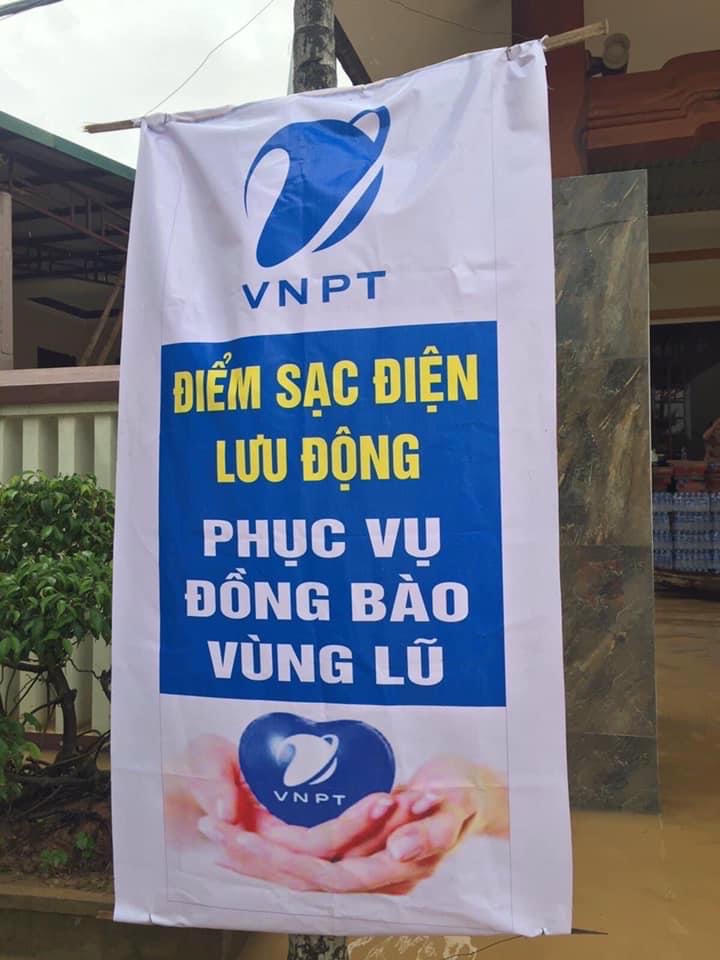 VNPT
ĐIỂM SẠC ĐIỆN
LƯU ĐỘNG
PHỤC VỤ
ĐỒNG BÀO
VÙNG LŨ
VNPT